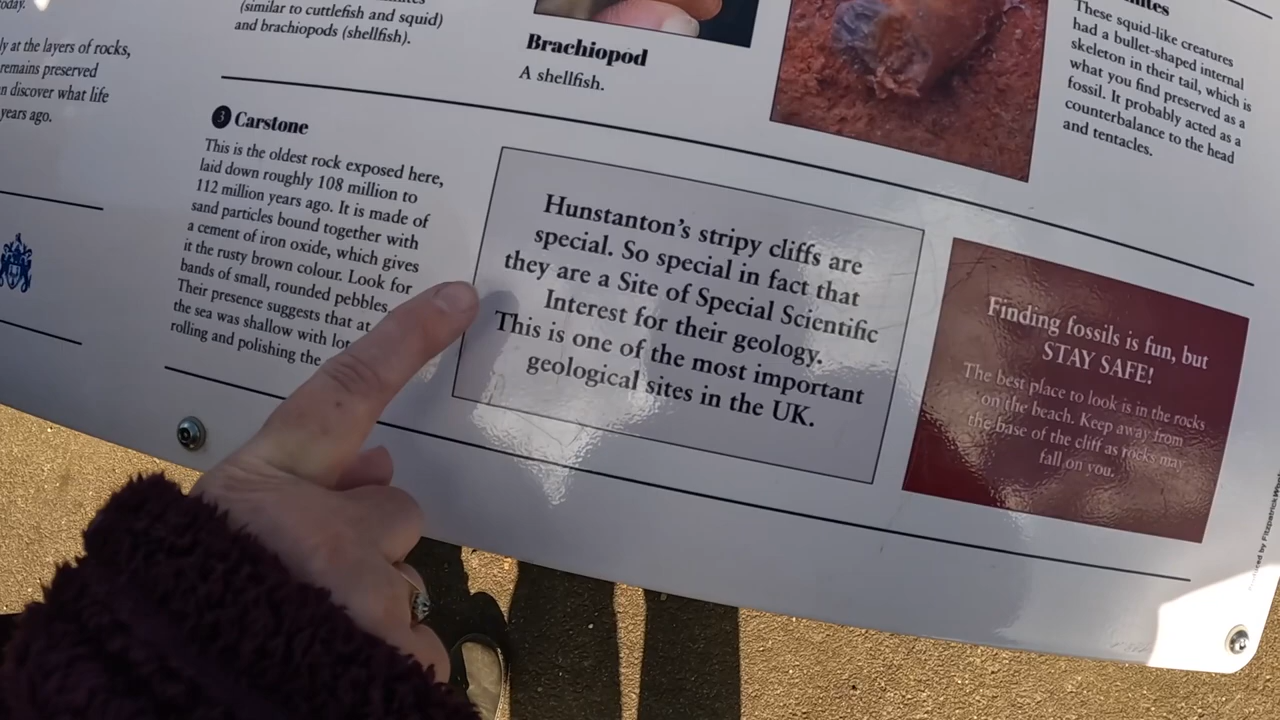 oday.
ly at the layers of rocks,
remains preserved
n discover what life
years ago.
(similar to cuttlefish and squid)
and brachiopods (shellfish).
Brachiopod
A shellfish.
These squid-like creatures
had a bullet-shaped internal
skeleton in their tail, which is
what you find preserved as a
fossil. It probably acted as a
counterbalance to the head
and tentacles.
3 Carstone
This is the oldest rock exposed here,
laid down roughly 108 million to
112 million years ago. It is made of
sand particles bound together with
a cement of iron oxide, which gives
it the rusty brown colour. Look for
bands of small, rounded pebbles.
Their presence suggests that at
the sea was shallow with lo
rolling and polishing the
Hunstanton's stripy cliffs are
special. So special in fact that
they are a Site of Special Scientific
Interest for their geology.
This is one of the most important
geological sites in the UK.
Finding fossils is fun, but
STAY SAFE!
The best place to look is in the rocks
on the beach. Keep away from
the base of the cliff as rocks may
fall on you.